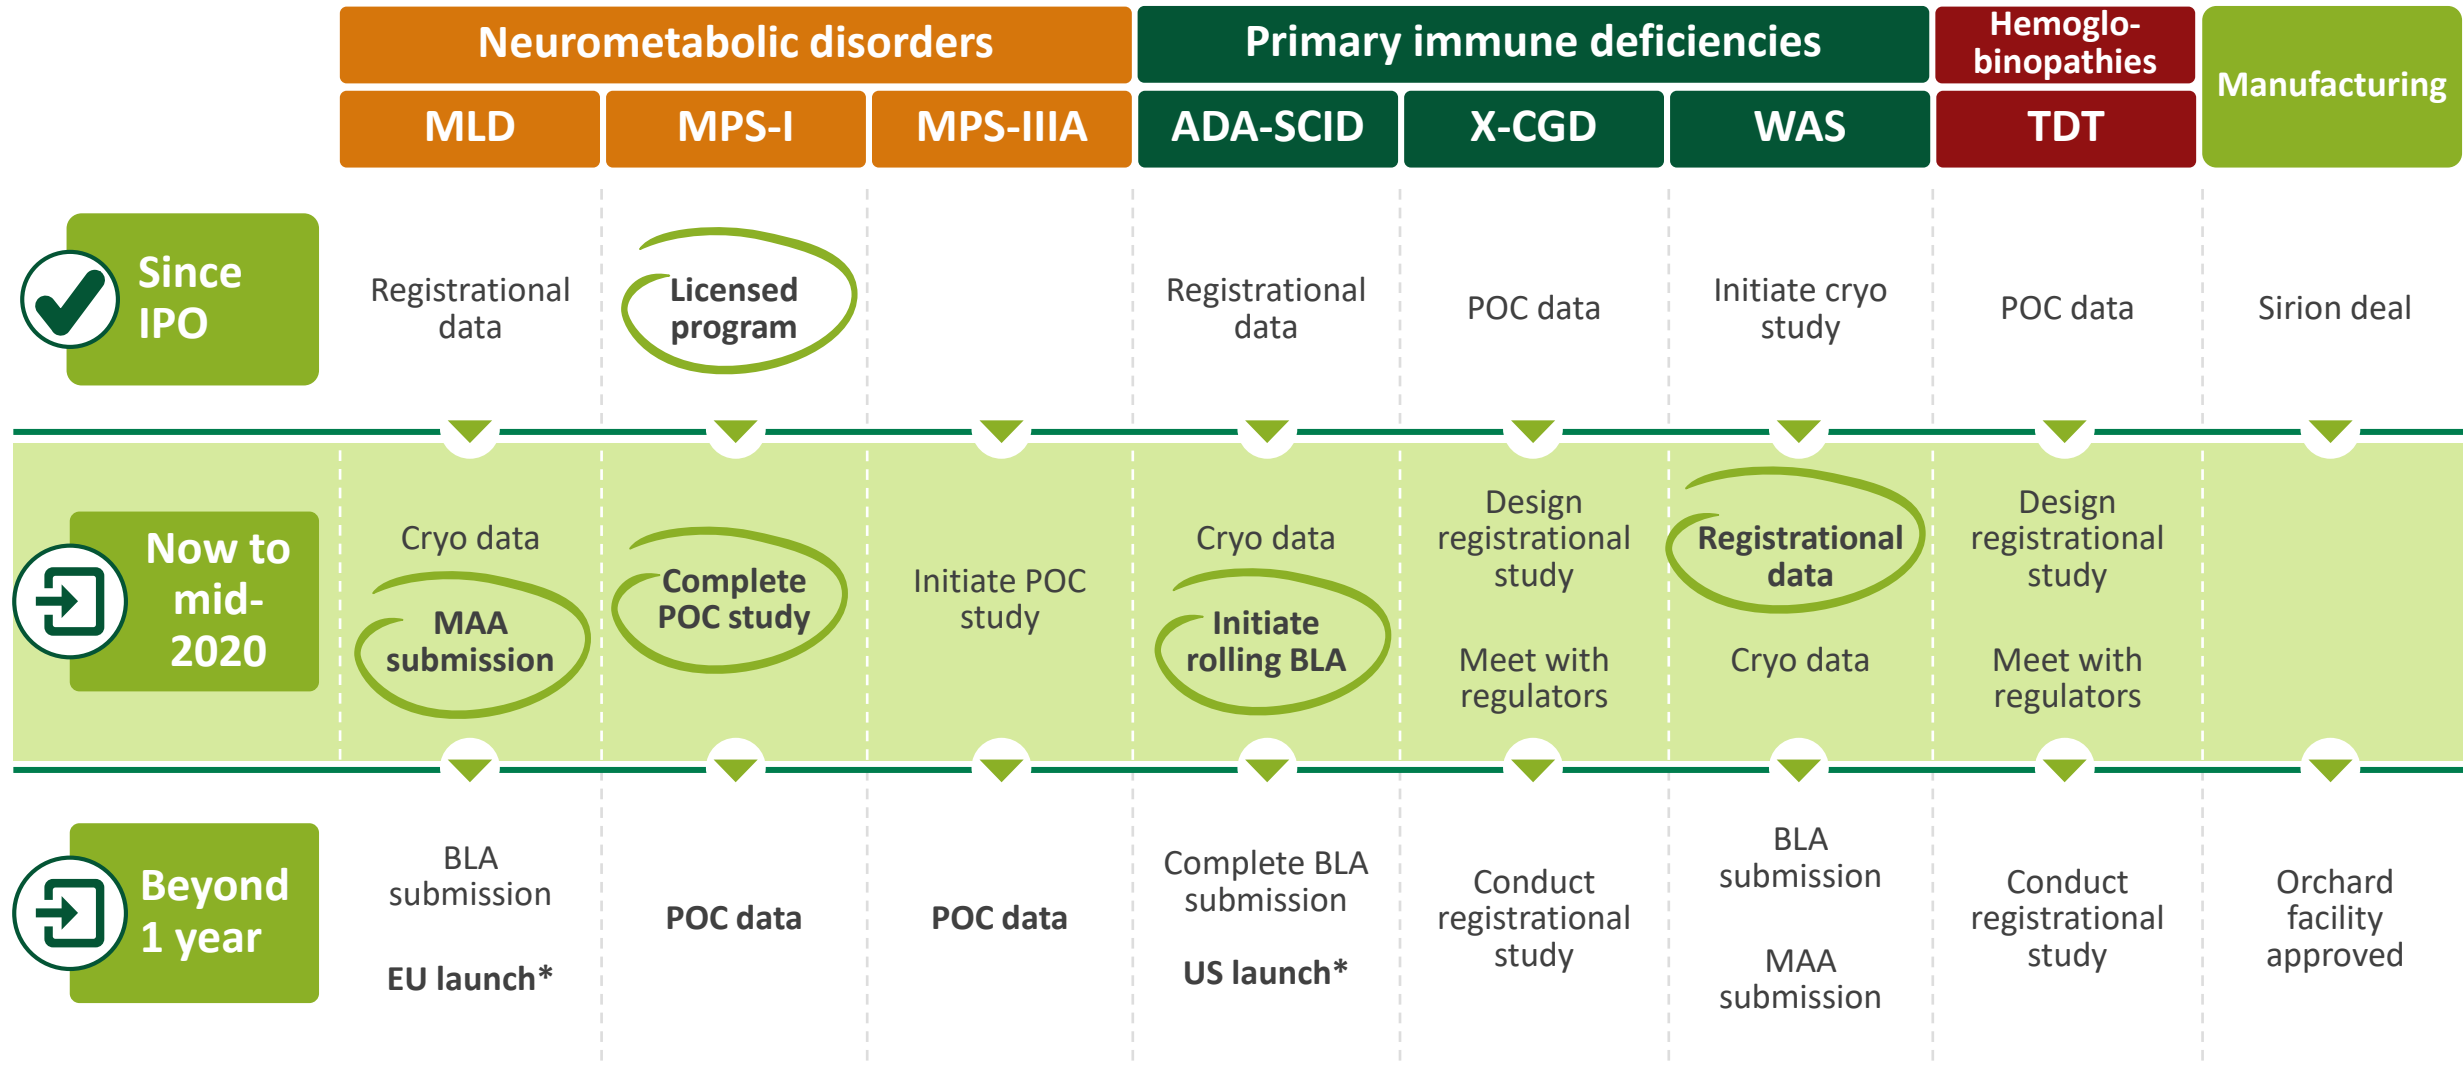 Neurometabolic disorders
Primary immune deficiencies
Hemoglo-
binopathies
Manufacturing
MLD
MPS-I
MPS-IIIA
ADA-SCID
X-CGD
WAS
TDT
Since
IPO
Registrational
data
Licensed
program
Registrational
data
POC data
Initiate cryo
study
POC data
Sirion deal
Now to
mid-
2020
Cryo data
MAA
submission
Complete
POC study
Initiate POC
study
Cryo data
Initiate
rolling BLA
Design
registrational
study
Meet with
regulators
Registrational
data
Cryo data
Design
registrational
study
Meet with
regulators
Beyond
1 year
BLA
submission
EU launch*
POC data
POC data
Complete BLA
submission
US launch*
Conduct
registrational
study
BLA
submission
MAA
submission
Conduct
registrational
study
Orchard
facility
approved